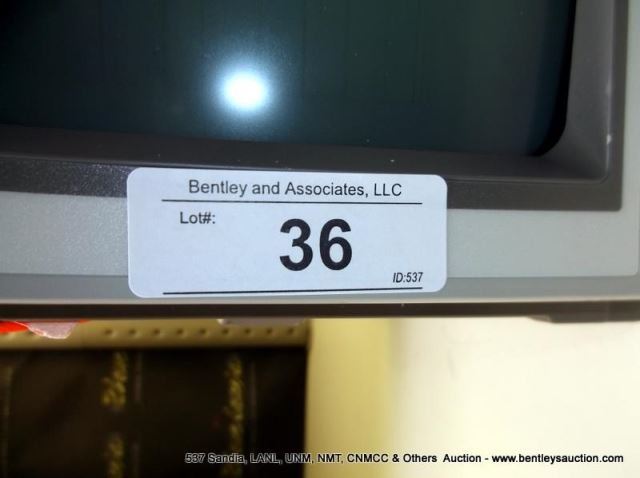 Bentley and Associates, LLC
Lot#:
36
ID:537
537 Sandia, LANL, UNM, NMT, CNMCC & Others Auction - www.bentleysauction.com